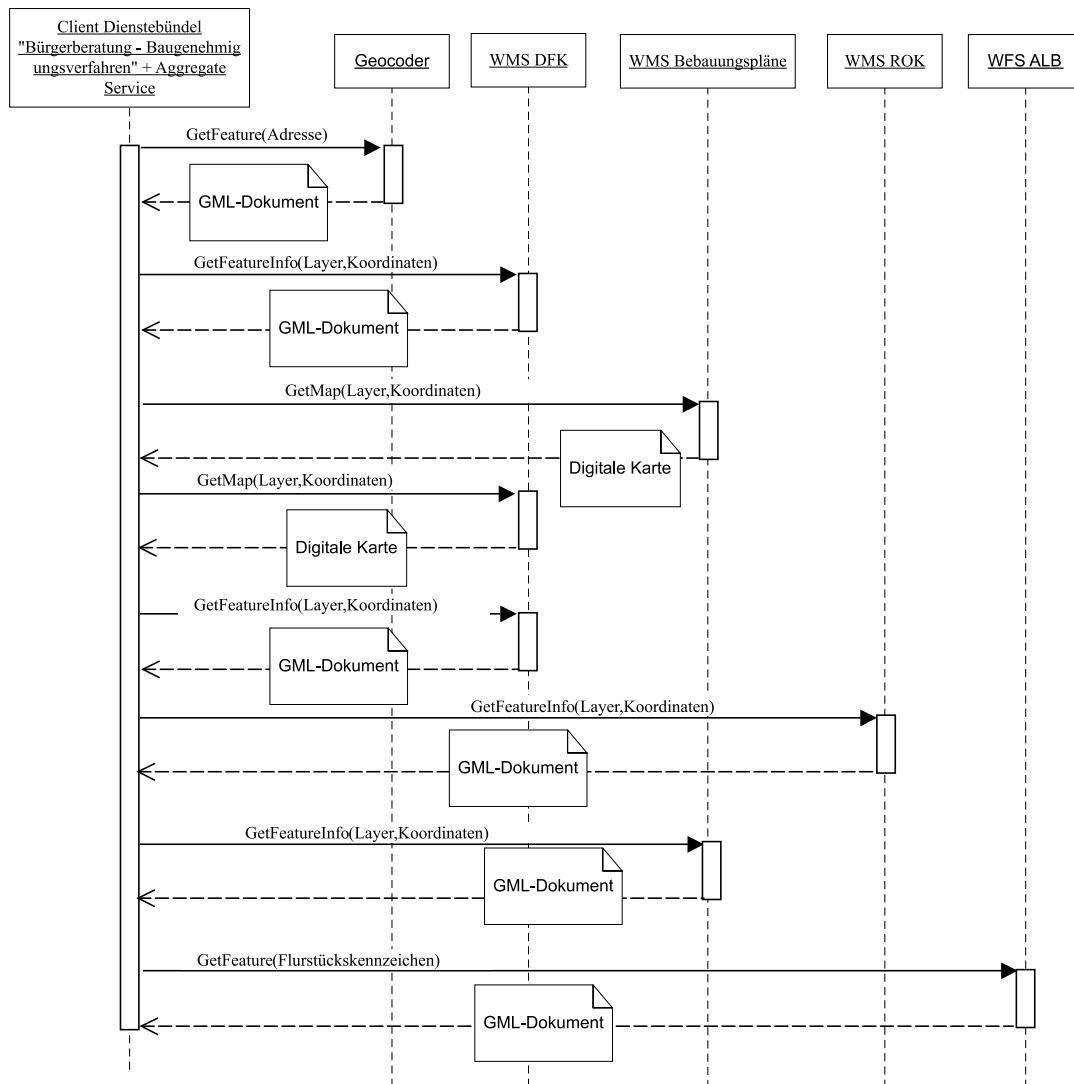 Client Dienstebündel
"Bürgerberatung - Baugenehmig
ungsverfahren" + Aggregate
Service
Geocoder
WMS DFK
WMS Bebauungspläne
WMS ROK
WFS ALB
GetFeature(Adresse)
GML-Dokument
GetFeatureInfo(Layer,Koordinaten)
GML-Dokument
GetMap(Layer,Koordinaten)
Digitale Karte
GetMap(Layer,Koordinaten)
Digitale Karte
GetFeatureInfo(Layer,Koordinaten)
GML-Dokument
GetFeatureInfo(Layer,Koordinaten)
GML-Dokument
GetFeatureInfo(Layer,Koordinaten)
GML-Dokument
GetFeature(Flurstückskennzeichen)
GML-Dokument